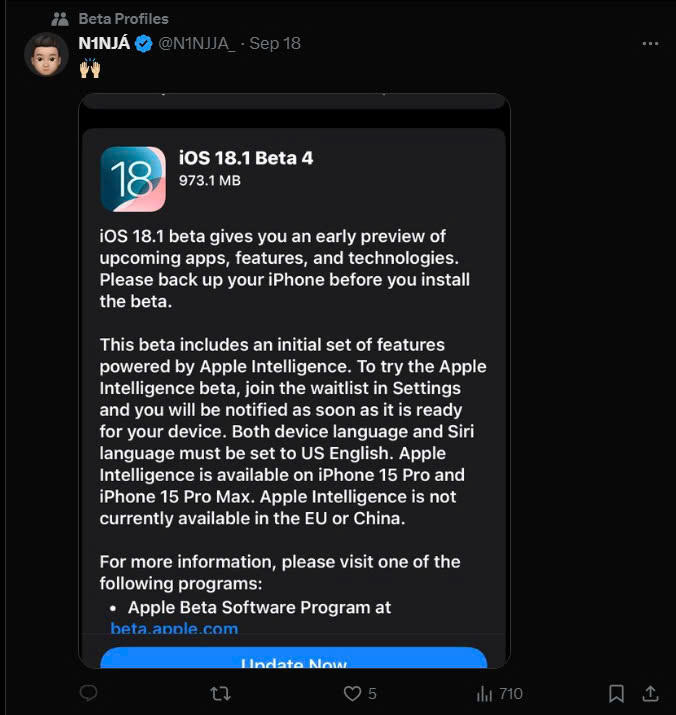 Beta Profiles
N1NJÁ @N1NJJA_ · Sep 18
18
iOS 18.1 Beta 4
973.1 MB
iOS 18.1 beta gives you an early preview of
upcoming apps, features, and technologies.
Please back up your iPhone before you install
the beta.
This beta includes an initial set of features
powered by Apple Intelligence. To try the Apple
Intelligence beta, join the waitlist in Settings
and you will be notified as soon as it is ready
for your device. Both device language and Siri
language must be set to US English. Apple
Intelligence is available on iPhone 15 Pro and
iPhone 15 Pro Max. Apple Intelligence is not
currently available in the EU or China.
For more information, please visit one of the
following programs:
• Apple Beta Software Program at
beta.apple.com
Update Now
5 710